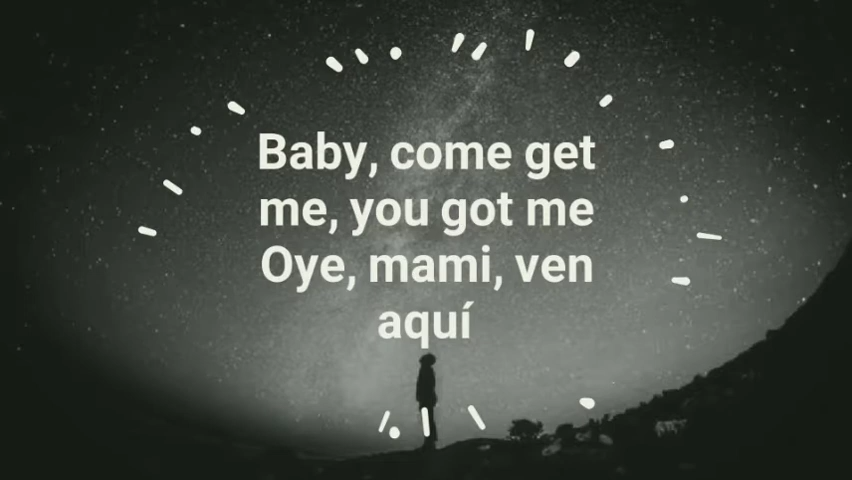 Baby, come get
me, you got me
Oye, mami, ven
aquí